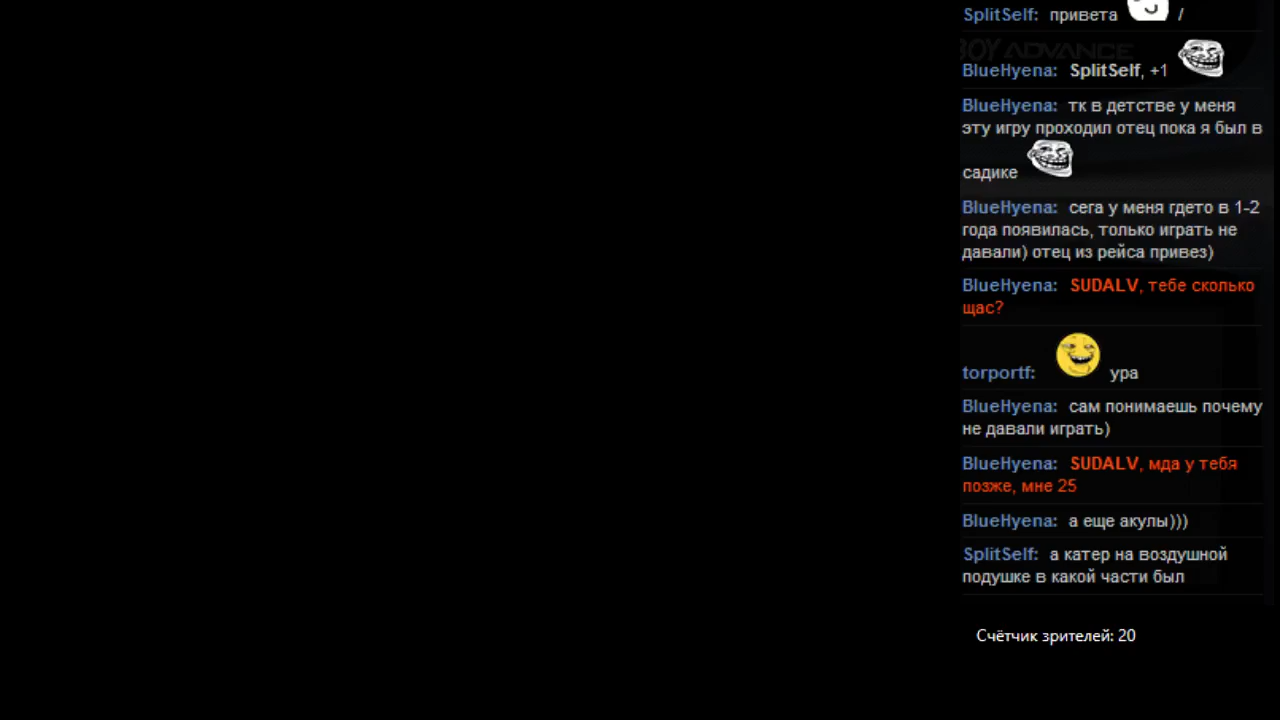 SplitSelf: привета /
BOY ADVANCE
BlueHyena: SplitSelf, +1
BlueHyena: тк в детстве у меня
эту игру проходил отец пока я был в
садике
BlueHyena: сега у меня гдето в 1-2
года появилась, только играть не
давали) отец из рейса привез)
BlueHyena: SUDALV, тебе сколько
щас?
torportf: ура
BlueHyena: сам понимаешь почему
не давали играть)
BlueHyena: SUDALV, мда у тебя
позже, мне 25
BlueHyena: а еще акулы)))
SplitSelf: а катер на воздушной
подушке в какой части был
Счётчик зрителей: 20